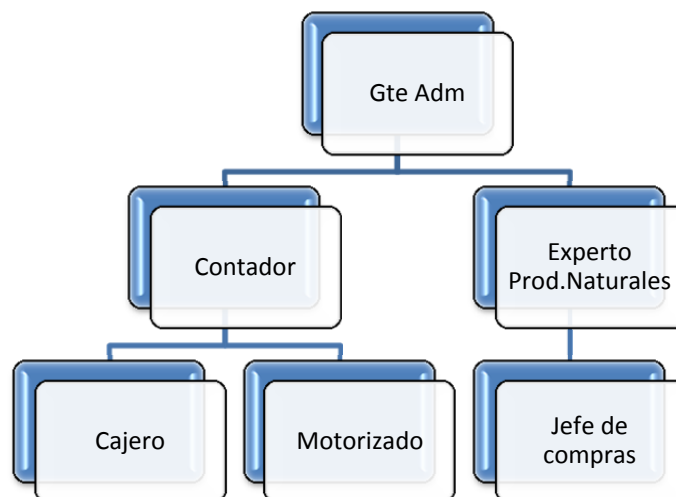 Gte Adm
Contador
Experto
Prod.Naturales
Cajero
Motorizado
Jefe de
compras